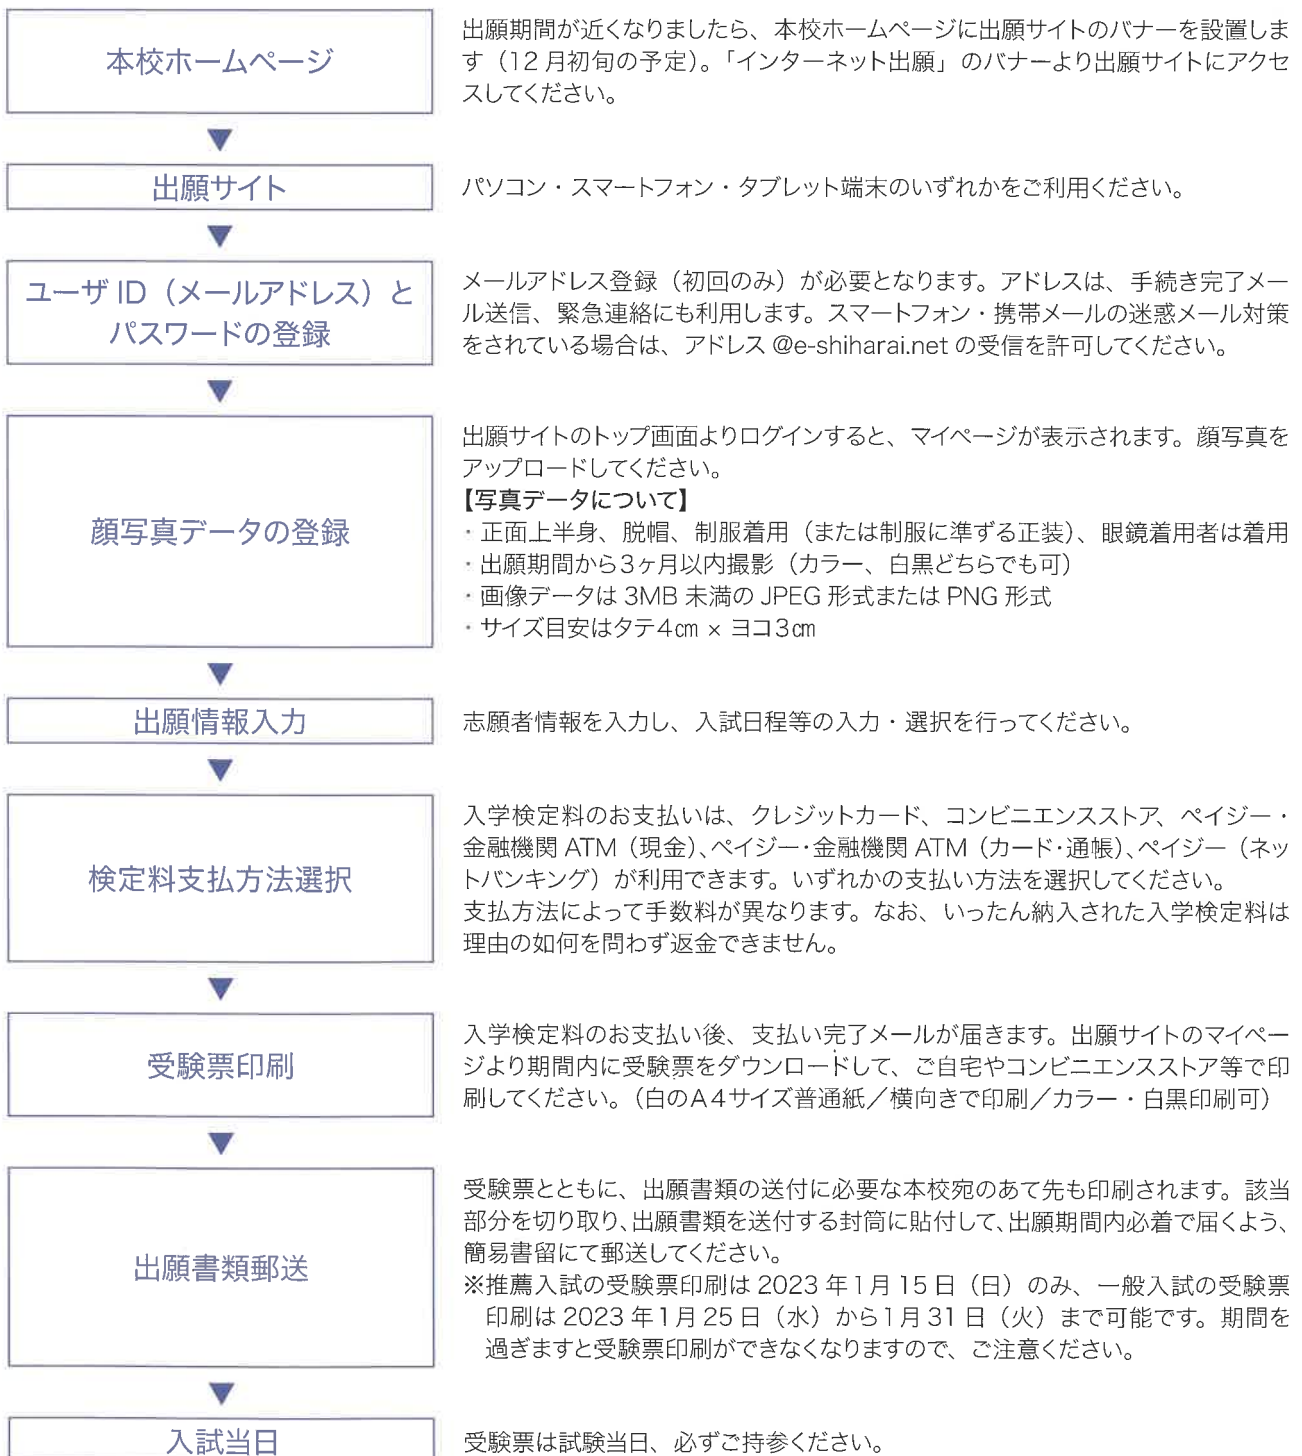 本校ホームページ
出願期間が近くなりましたら、本校ホームページに出願サイトのバナーを設置しま
す（12月初旬の予定）。「インターネット出願」のバナーより出願サイトにアクセ
スしてください。
▼
出願サイト
パソコン・スマートフォン・タブレット端末のいずれかをご利用ください。
▼
ユーザ ID（メールアドレス）と
パスワードの登録
メールアドレス登録（初回のみ）が必要となります。アドレスは、手続き完了メー
ル送信、緊急連絡にも利用します。スマートフォン・携帯メールの迷惑メール対策
をされている場合は、アドレス @e-shiharai.net の受信を許可してください。
▼
顔写真データの登録
出願サイトのトップ画面よりログインすると、マイページが表示されます。顔写真を
アップロードしてください。
【写真データについて】
・正面上半身、脱帽、制服着用（または制服に準ずる正装）、眼鏡着用者は着用
・出願期間から3ヶ月以内撮影（カラー、白黒どちらでも可）
・画像データは 3MB 未満の JPEG 形式または PNG 形式
・サイズ目安はタテ4㎝ × ヨコ3㎝
▼
出願情報入力
志願者情報を入力し、入試日程等の入力・選択を行ってください。
▼
検定料支払方法選択
入学検定料のお支払いは、クレジットカード、コンビニエンスストア、ペイジー・
金融機関 ATM（現金）、ペイジー・金融機関 ATM（カード・通帳）、ペイジー（ネッ
トバンキング）が利用できます。いずれかの支払い方法を選択してください。
支払方法によって手数料が異なります。なお、いったん納入された入学検定料は
理由の如何を問わず返金できません。
▼
受験票印刷
入学検定料のお支払い後、支払い完了メールが届きます。出願サイトのマイペー
ジより期間内に受験票をダウンロードして、ご自宅やコンビニエンスストア等で印
刷してください。（白のA4サイズ普通紙／横向きで印刷／カラー・白黒印刷可）
▼
出願書類郵送
受験票とともに、出願書類の送付に必要な本校宛のあて先も印刷されます。該当
部分を切り取り、出願書類を送付する封筒に貼付して、出願期間内必着で届くよう、
簡易書留にて郵送してください。
※推薦入試の受験票印刷は 2023 年1月 15 日（日）のみ、一般入試の受験票
印刷は 2023 年1月 25 日（水）から1月 31 日（火）まで可能です。期間を
過ぎますと受験票印刷ができなくなりますので、ご注意ください。
▼
入試当日
受験票は試験当日、必ずご持参ください。